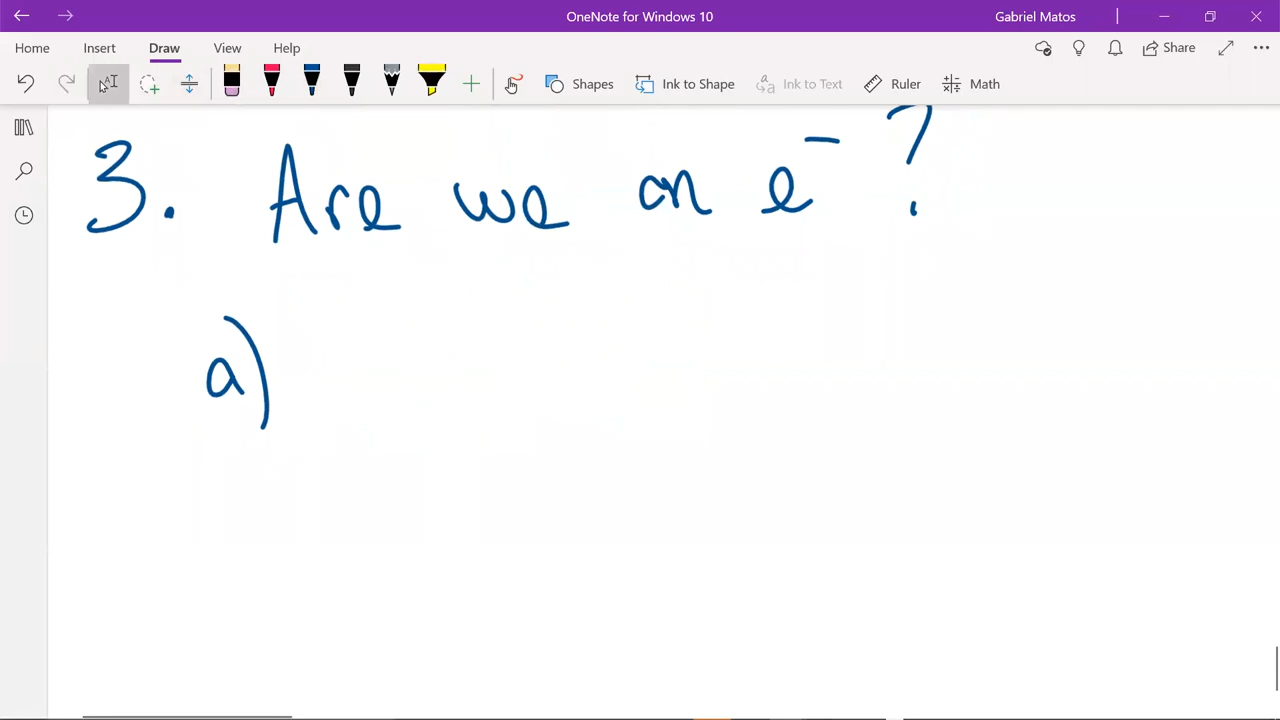 OneNote for Windows 10
Gabriel Matos
Home Insert Draw View Help
Share
Shapes Ink to Shape Ink to Text Ruler Math
3. Are we an e⁻ ?
a)